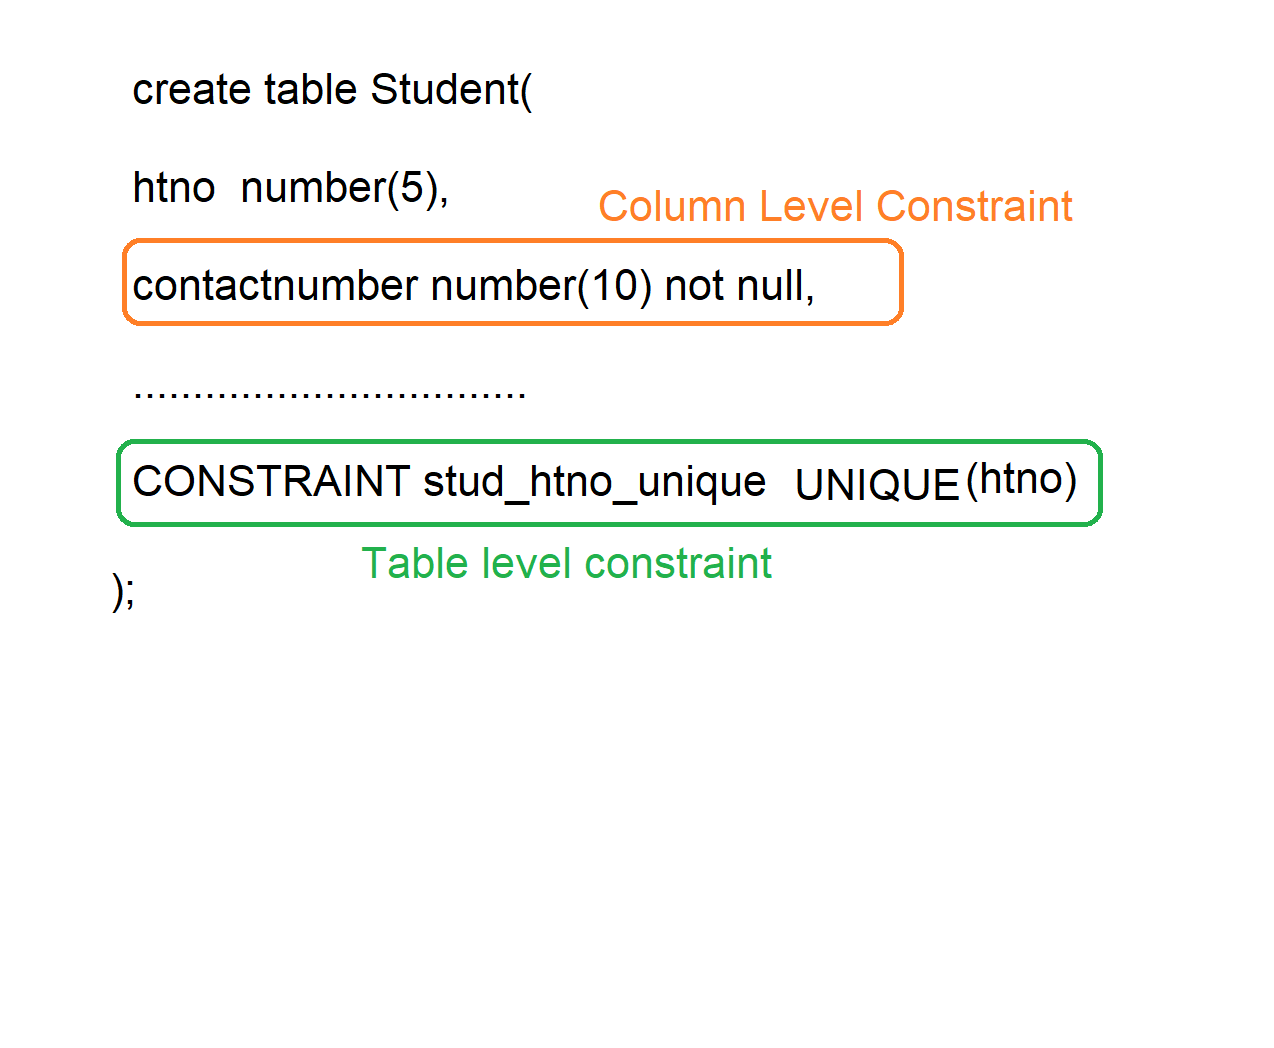 create table Student(
htno  number(5),
Column Level Constraint
contactnumber number(10) not null,
.................................
CONSTRAINT stud_htno_unique  UNIQUE(htno)
Table level constraint
);